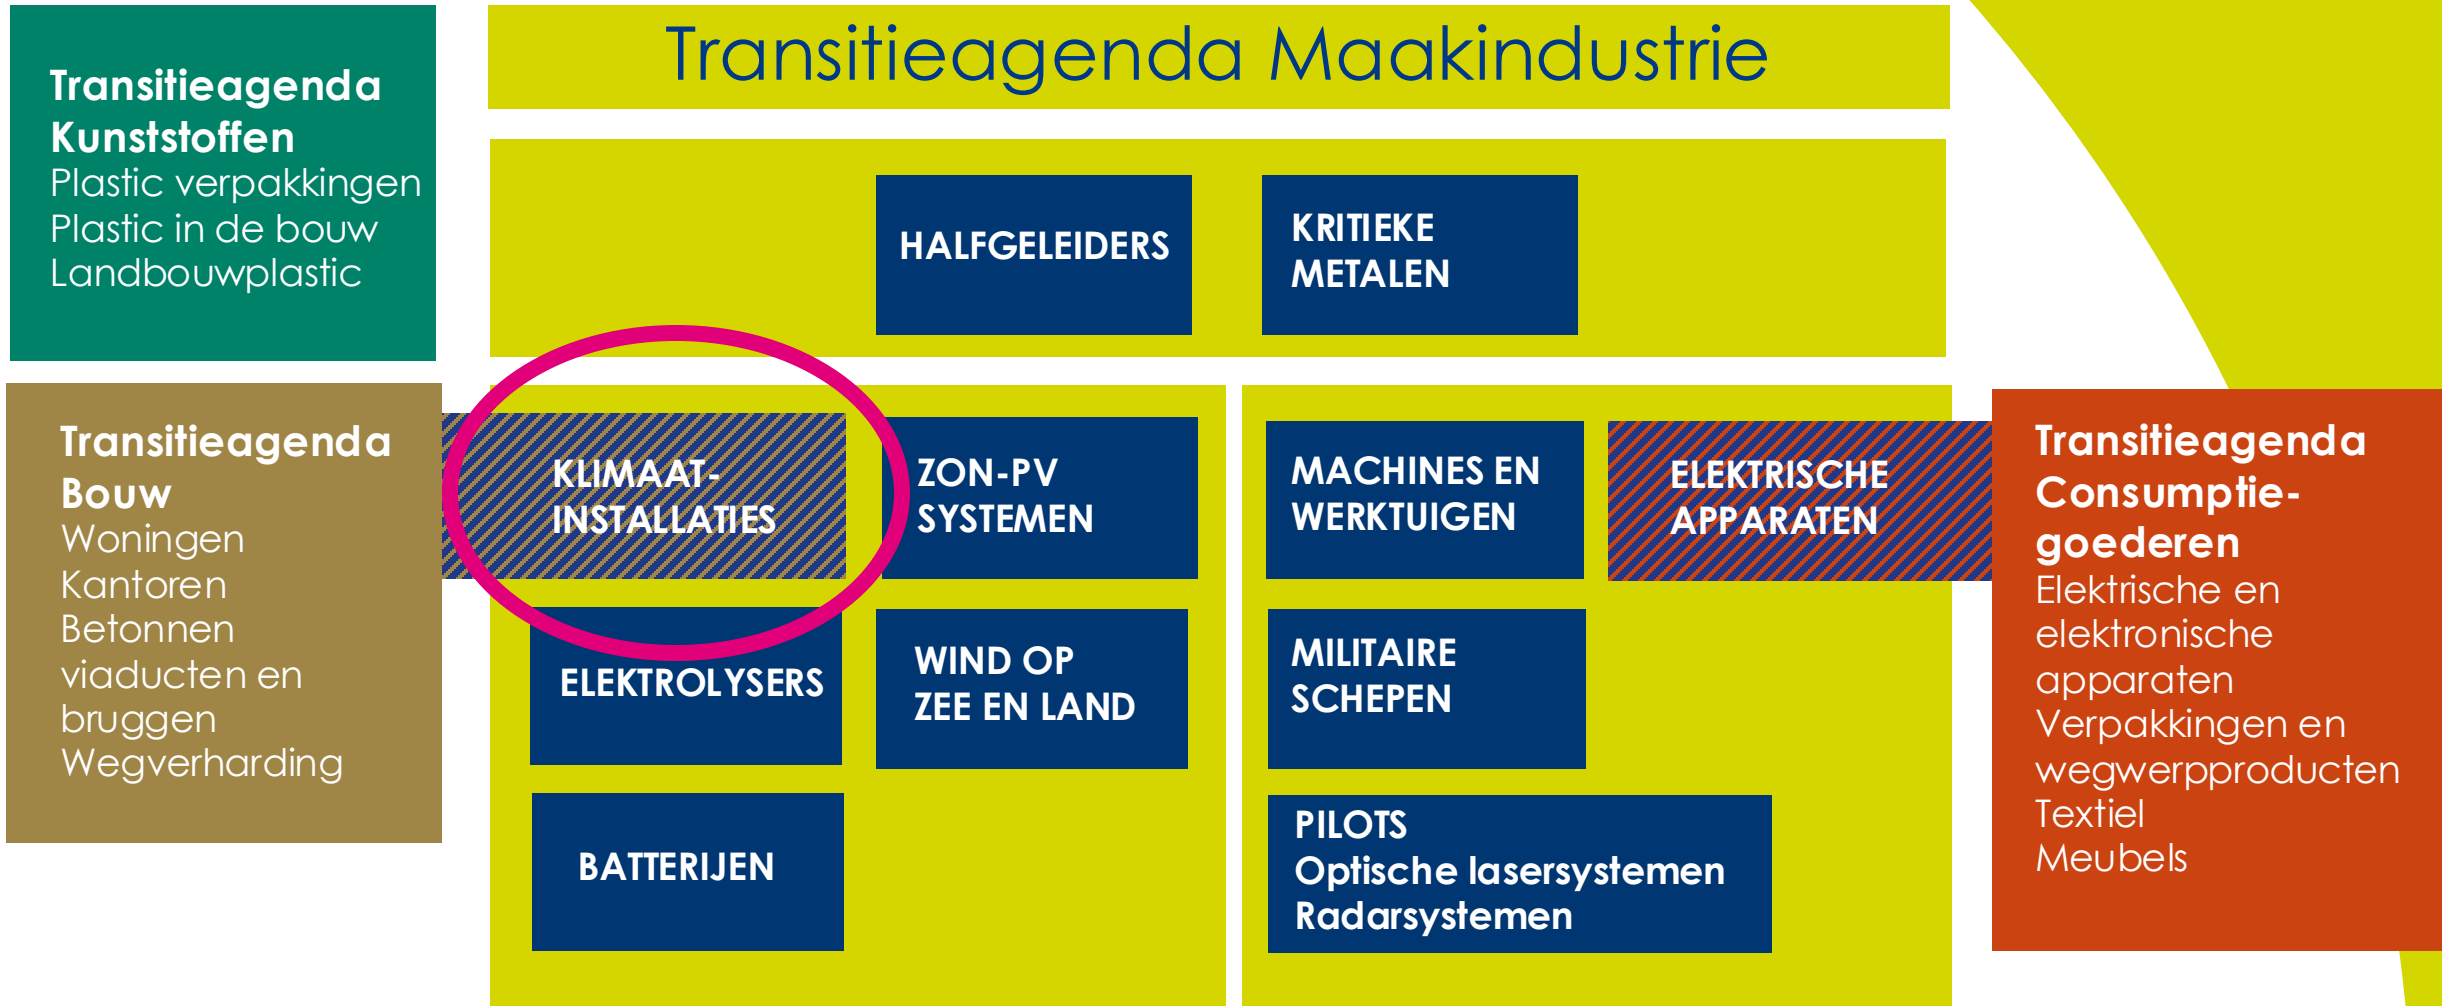 Transitieagenda Maakindustrie
Transitieagenda
Kunststoffen
Plastic verpakkingen
Plastic in de bouw
Landbouwplastic
HALFGELEIDERS
KRITIEKE
METALEN
Transitieagenda
Bouw
Woningen
Kantoren
Betonnen
viaducten en
bruggen
Wegverharding
KLIMAAT-
INSTALLATIES
ZON-PV
SYSTEMEN
ELEKTROLYSERS
WIND OP
ZEE EN LAND
BATTERIJEN
MACHINES EN
WERKTUIGEN
ELEKTRISCHE
APPARATEN
MILITAIRE
SCHEPEN
PILOTS
Optische lasersystemen
Radarsystemen
Transitieagenda
Consumptie-
goederen
Elektrische en
elektronische
apparaten
Verpakkingen en
wegwerpproducten
Textiel
Meubels